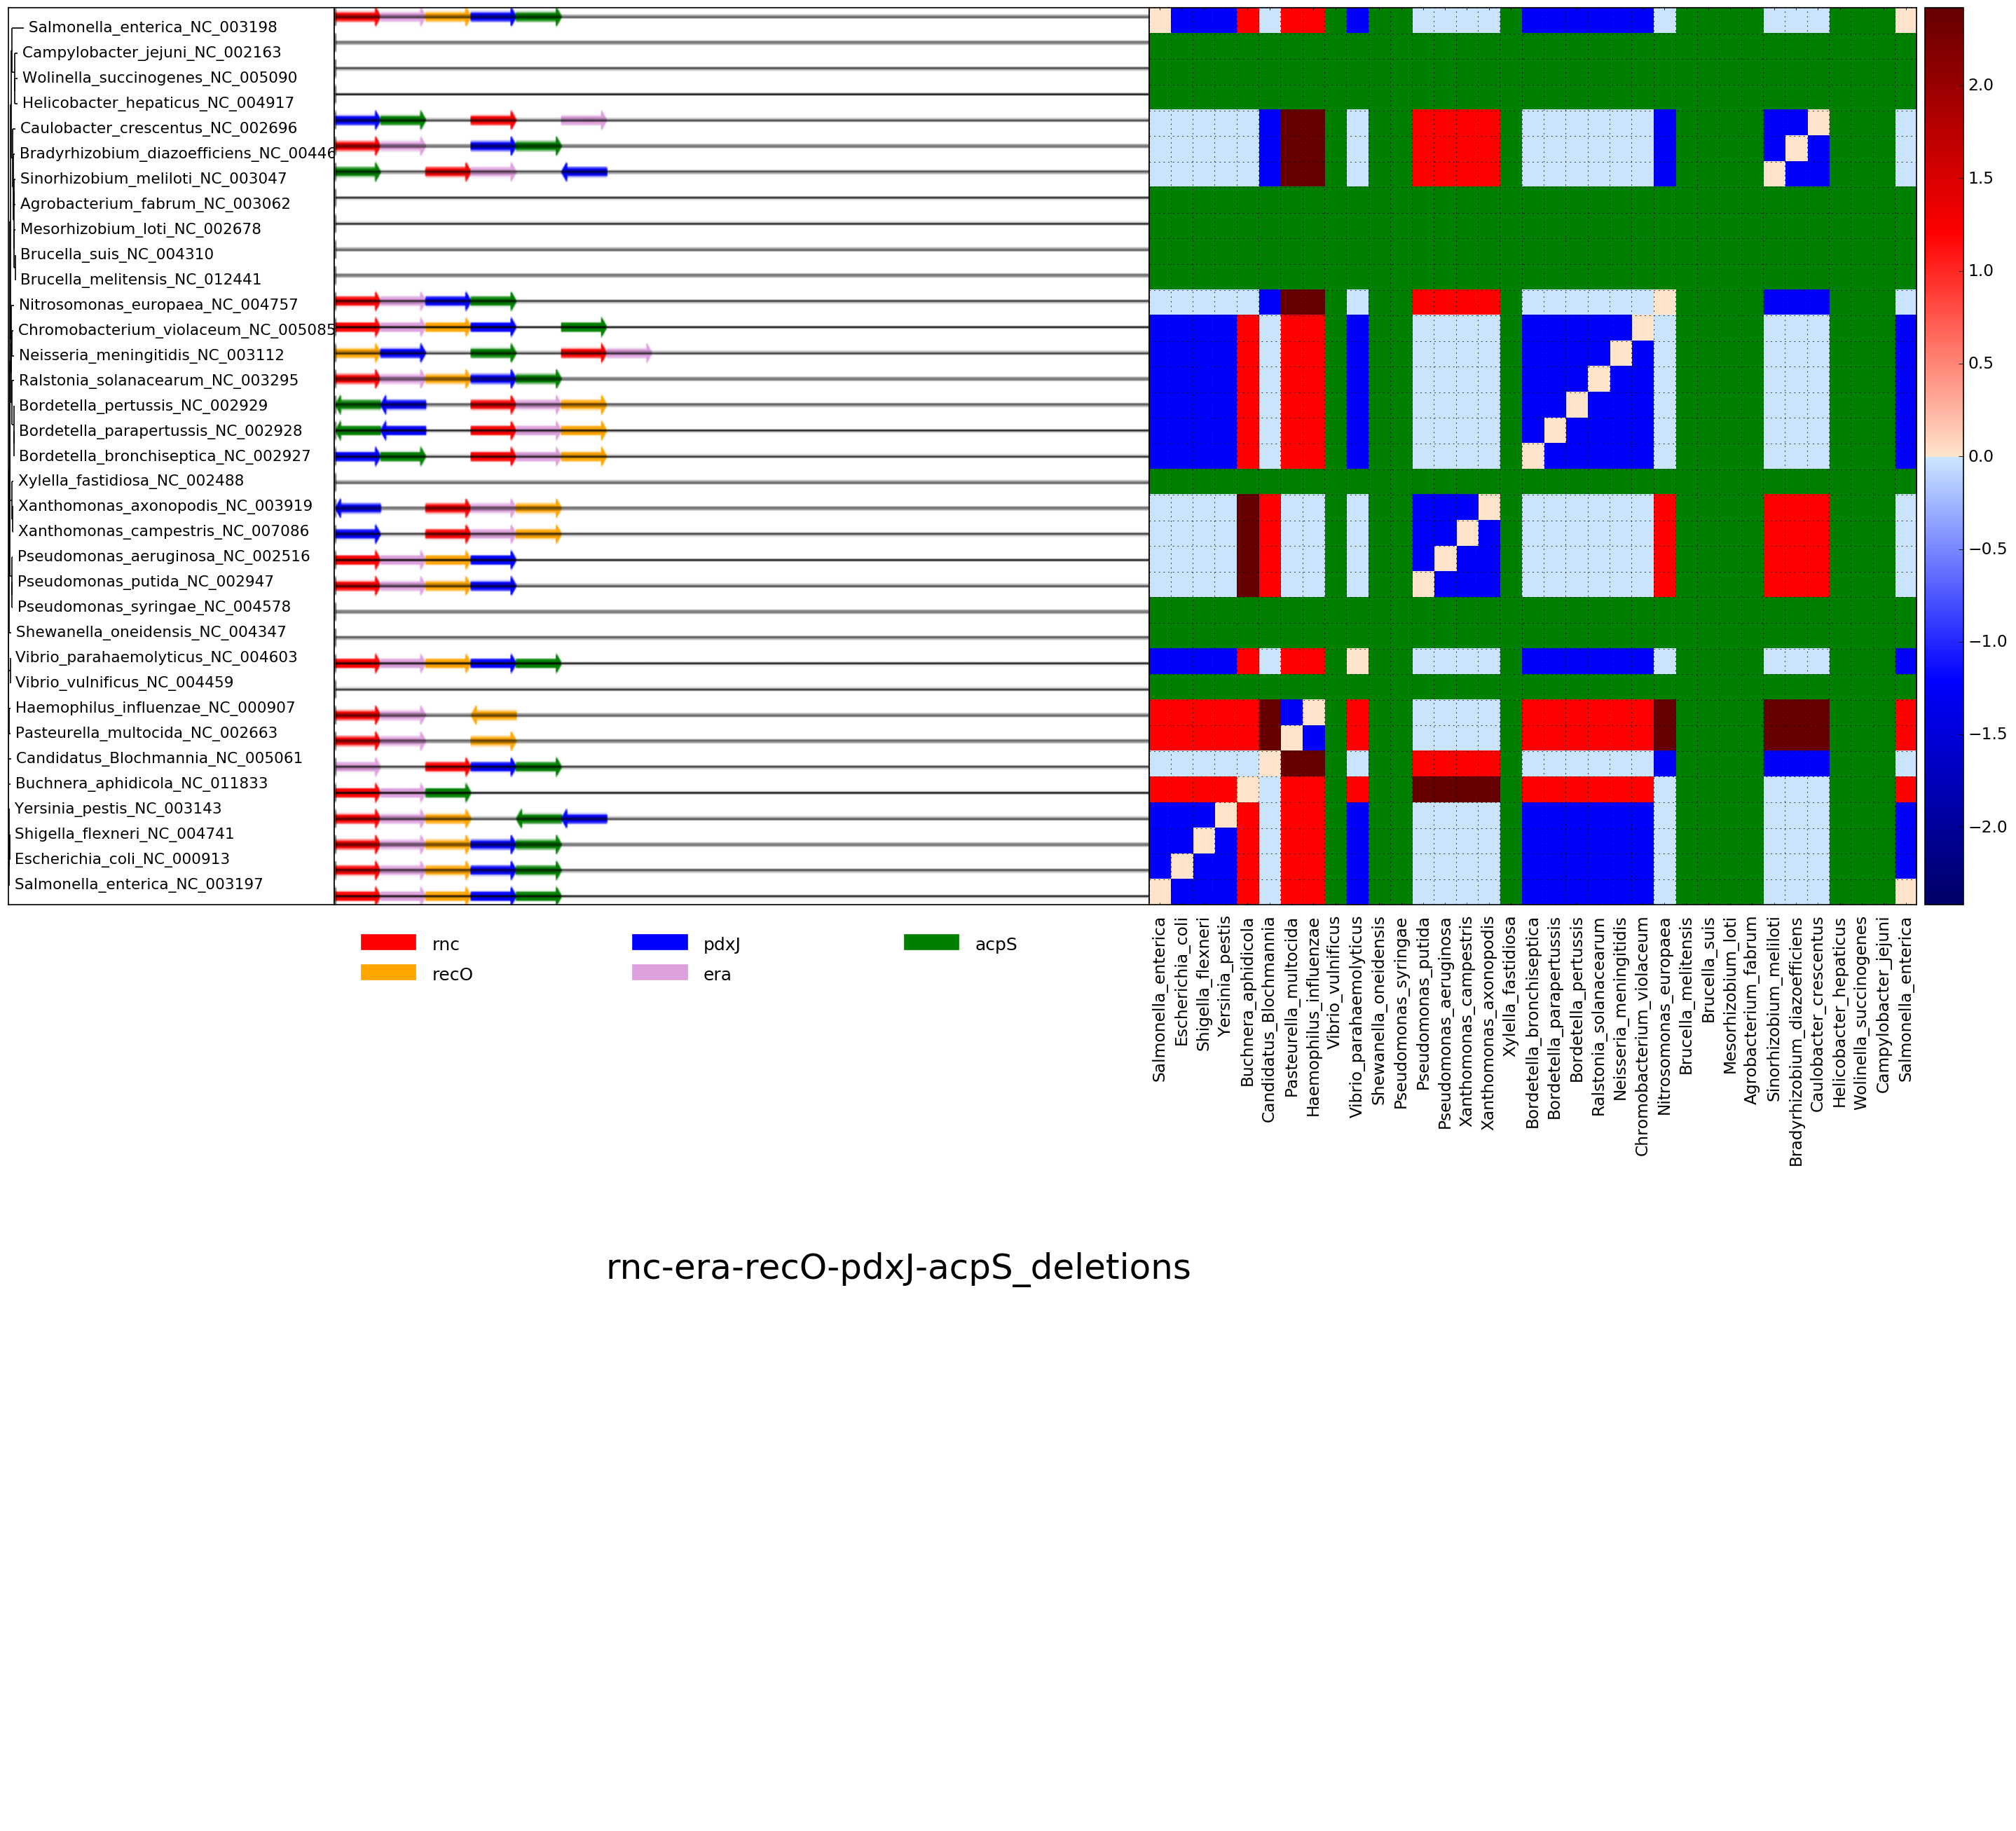 Salmonella_enterica_NC_003198
Campylobacter_jejuni_NC_002163
Wolinella_succinogenes_NC_005090
Helicobacter_hepaticus_NC_004917
Caulobacter_crescentus_NC_002696
Bradyrhizobium_diazoefficiens_NC_00446
Sinorhizobium_meliloti_NC_003047
Agrobacterium_fabrum_NC_003062
Mesorhizobium_loti_NC_002678
Brucella_suis_NC_004310
Brucella_melitensis_NC_012441
Nitrosomonas_europaea_NC_004757
Chromobacterium_violaceum_NC_005085
Neisseria_meningitidis_NC_003112
Ralstonia_solanacearum_NC_003295
Bordetella_pertussis_NC_002929
Bordetella_parapertussis_NC_002928
Bordetella_bronchiseptica_NC_002927
Xylella_fastidiosa_NC_002488
Xanthomonas_axonopodis_NC_003919
Xanthomonas_campestris_NC_007086
Pseudomonas_aeruginosa_NC_002516
Pseudomonas_putida_NC_002947
Pseudomonas_syringae_NC_004578
Shewanella_oneidensis_NC_004347
Vibrio_parahaemolyticus_NC_004603
Vibrio_vulnificus_NC_004459
Haemophilus_influenzae_NC_000907
Pasteurella_multocida_NC_002663
Candidatus_Blochmannia_NC_005061
Buchnera_aphidicola_NC_011833
Yersinia_pestis_NC_003143
Shigella_flexneri_NC_004741
Escherichia_coli_NC_000913
Salmonella_enterica_NC_003197
2.0
1.5
1.0
0.5
0.0
−0.5
−1.0
−1.5
−2.0
rnc
pdxJ
acpS
recO
era
Salmonella_enterica
Escherichia_coli
Shigella_flexneri
Yersinia_pestis
Buchnera_aphidicola
Candidatus_Blochmannia
Pasteurella_multocida
Haemophilus_influenzae
Vibrio_vulnificus
Vibrio_parahaemolyticus
Shewanella_oneidensis
Pseudomonas_syringae
Pseudomonas_putida
Pseudomonas_aeruginosa
Xanthomonas_campestris
Xanthomonas_axonopodis
Xylella_fastidiosa
Bordetella_bronchiseptica
Bordetella_parapertussis
Bordetella_pertussis
Ralstonia_solanacearum
Neisseria_meningitidis
Chromobacterium_violaceum
Nitrosomonas_europaea
Brucella_melitensis
Brucella_suis
Mesorhizobium_loti
Agrobacterium_fabrum
Sinorhizobium_meliloti
Bradyrhizobium_diazoefficiens
Caulobacter_crescentus
Helicobacter_hepaticus
Wolinella_succinogenes
Campylobacter_jejuni
Salmonella_enterica
rnc-era-recO-pdxJ-acpS_deletions